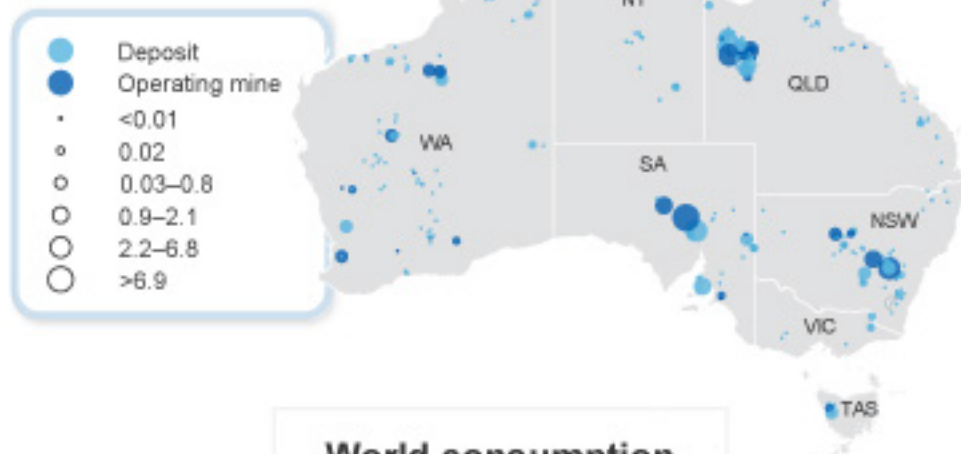 Deposit
Operating mine
<0.01
0.02
0.03–0.8
0.9–2.1
2.2–6.8
>6.9
NT
QLD
WA
SA
NSW
VIC
TAS
World consumption